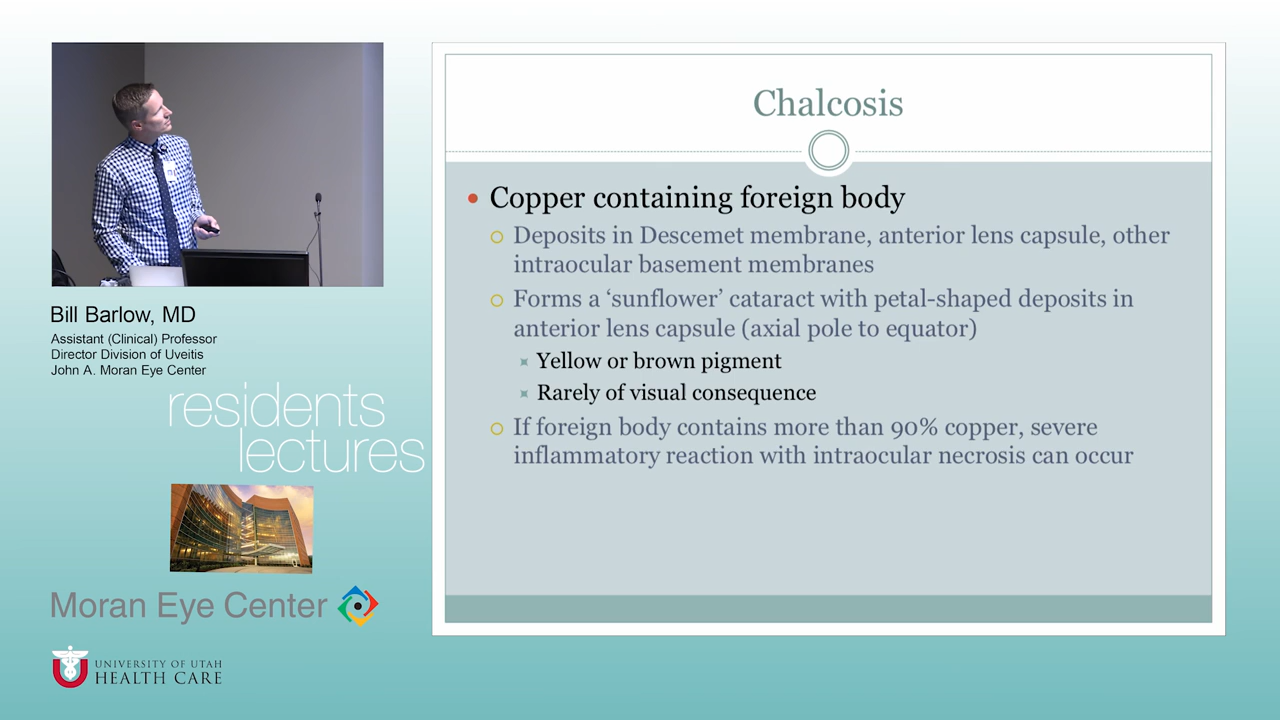 Bill Barlow, MD
Assistant (Clinical) Professor
Director Division of Uveitis
John A. Moran Eye Center
residents
lectures
Moran Eye Center
UNIVERSITY OF UTAH
HEALTH CARE
Chalcosis
Copper containing foreign body
Deposits in Descemet membrane, anterior lens capsule, other
intraocular basement membranes
Forms a ‘sunflower’ cataract with petal-shaped deposits in
anterior lens capsule (axial pole to equator)
Yellow or brown pigment
Rarely of visual consequence
If foreign body contains more than 90% copper, severe
inflammatory reaction with intraocular necrosis can occur